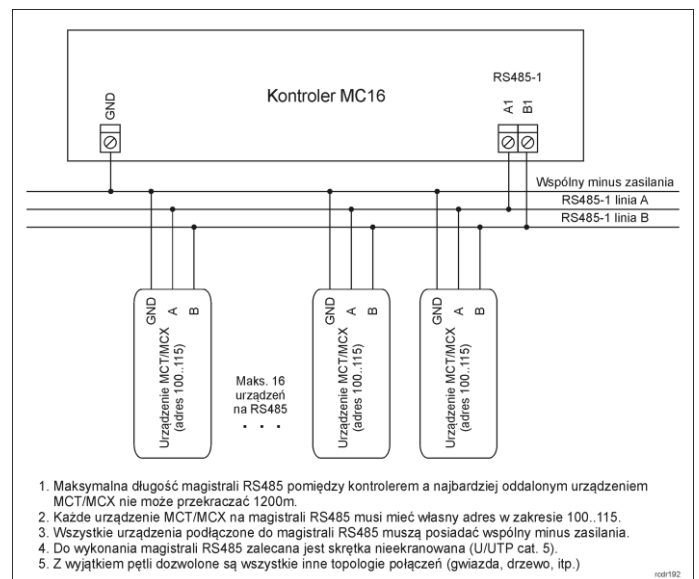 Kontroler MC16
RS485-1
GND
A1
B1
Wspólny minus zasilania
RS485-1 linia A
RS485-1 linia B
GND
A
B
Urządzenie MCT/MCX
(adres 100..115)
Maks. 16
urządzeń
na RS485
. . .
GND
A
B
Urządzenie MCT/MCX
(adres 100..115)
GND
A
B
Urządzenie MCT/MCX
(adres 100..115)
1. Maksymalna długość magistrali RS485 pomiędzy kontrolerem a najbardziej oddalonym urządzeniem
MCT/MCX nie może przekraczać 1200m.
2. Każde urządzenie MCT/MCX na magistrali RS485 musi mieć własny adres w zakresie 100..115.
3. Wszystkie urządzenia podłączone do magistrali RS485 muszą posiadać wspólny minus zasilania.
4. Do wykonania magistrali RS485 zalecana jest skrętka nieekranowana (U/UTP cat. 5).
5. Z wyjątkiem pętli dozwolone są wszystkie inne topologie połączeń (gwiazda, drzewo, itp.)
rodr192